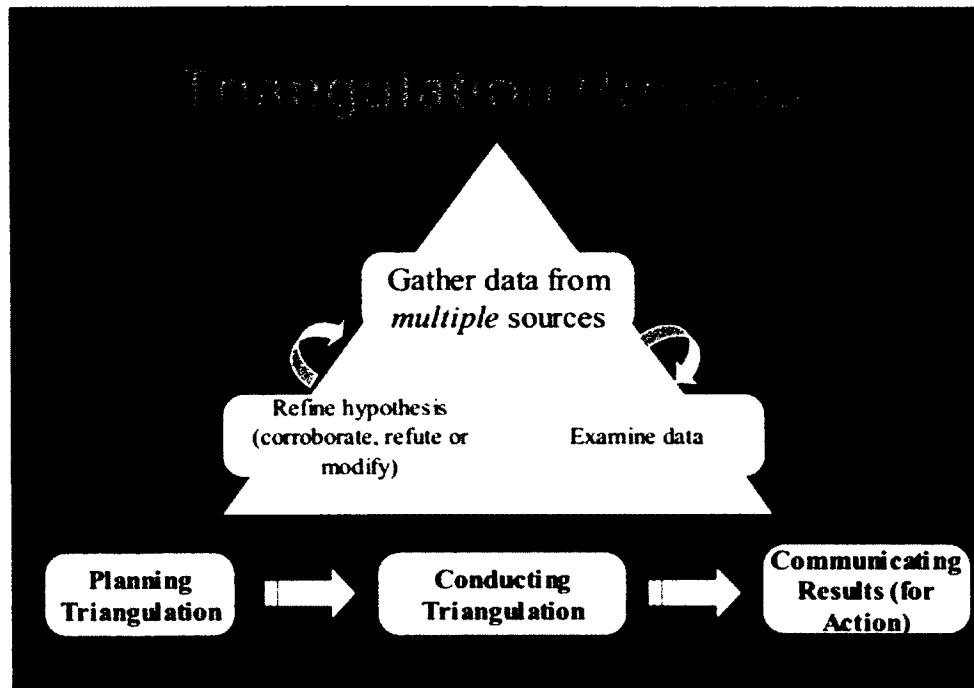 Triangulation
Gather data from
multiple sources
Refine hypothesis
(corroborate, refute or
modify)
Examine data
Planning
Triangulation
Conducting
Triangulation
Communicating
Results (for
Action)